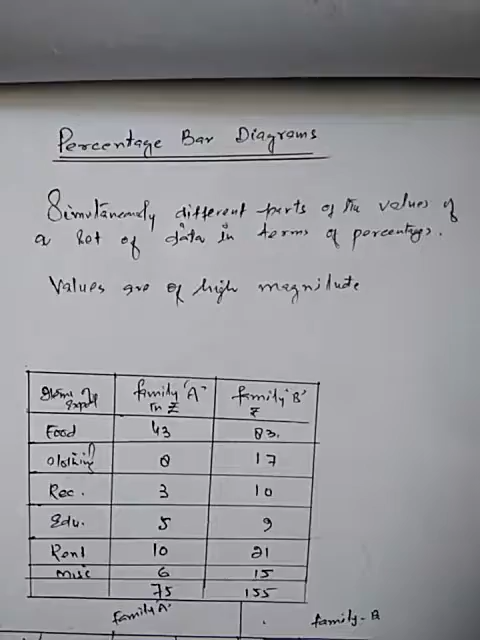 Percentage Bar Diagrams
Simultaneously different parts of the values of
a set of data in terms of percentages.
Values are of high magnitude
Items of Expd family 'A' in ₹ family 'B' ₹
Food 43 83
Clothing 8 17
Rec. 3 10
Edu. 5 9
Rent 10 21
Misc 6 15
75 155
family 'A' family-B